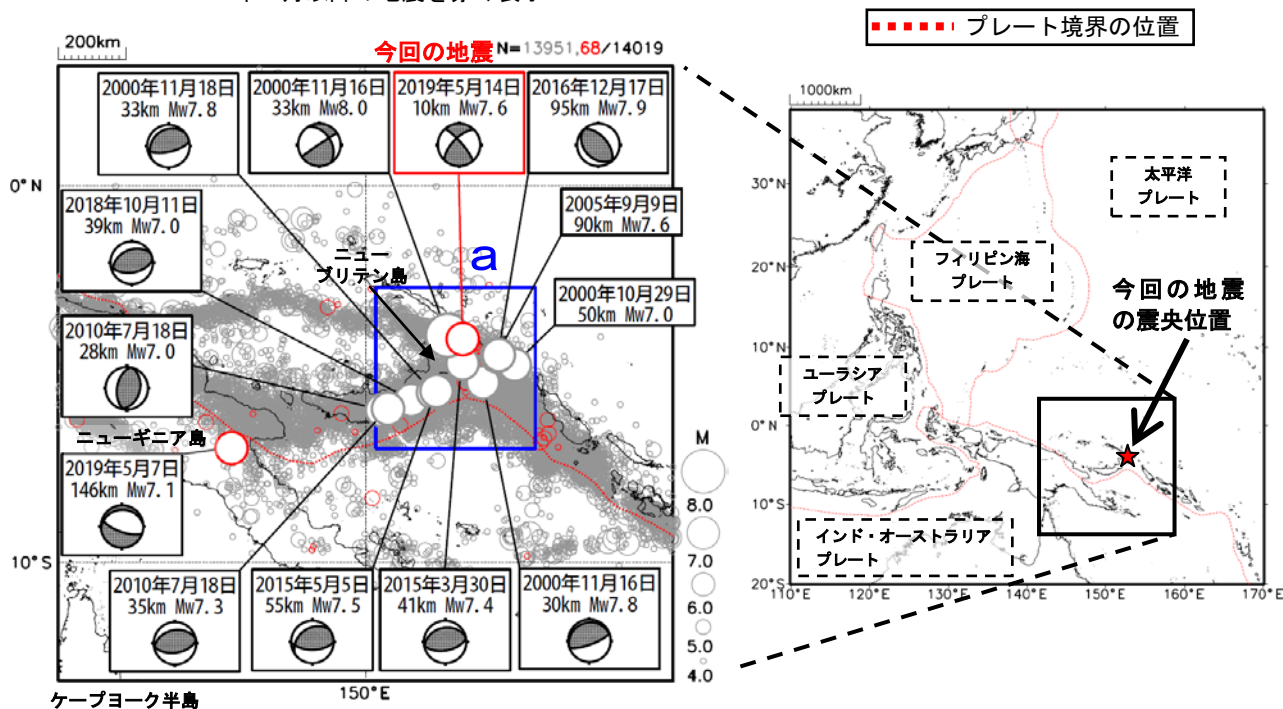 プレート境界の位置
200km
今回の地震 N=13951,68/14019
2000年11月18日
33km Mw7.8
2000年11月16日
33km Mw8.0
2019年5月14日
10km Mw7.6
2016年12月17日
95km Mw7.9
0°N
2018年10月11日
39km Mw7.0
2005年9月9日
90km Mw7.6
a
ニュー
ブリテン島
2000年10月29日
50km Mw7.0
2010年7月18日
28km Mw7.0
ニューギニア島
2019年5月7日
146km Mw7.1
10°S
2010年7月18日
35km Mw7.3
2015年5月5日
55km Mw7.5
2015年3月30日
41km Mw7.4
2000年11月16日
30km Mw7.8
M
8.0
7.0
6.0
5.0
4.0
150°E
ケープヨーク半島
1000km
30°N
20°N
10°N
0°N
10°S
20°S
110°E
120°E
130°E
140°E
150°E
160°E
170°E
太平洋
プレート
フィリピン海
プレート
今回の地震
の震央位置
ユーラシア
プレート
インド・オーストラリア
プレート